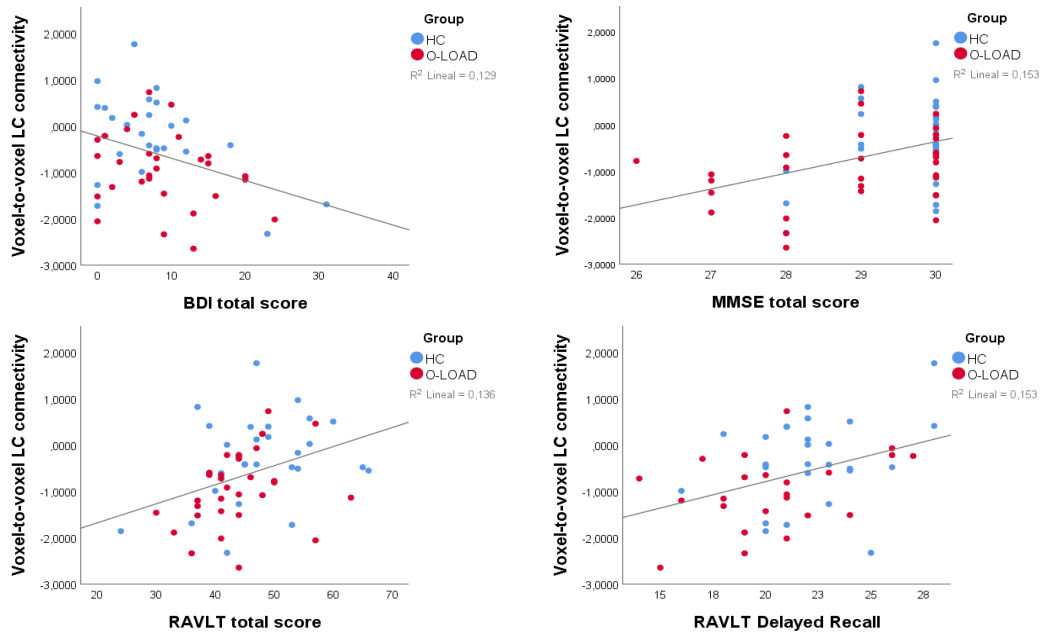 Group
HC
O-LOAD
R² Lineal = 0,129
Voxel-to-voxel LC connectivity
2,0000
1,0000
,0000
-1,0000
-2,0000
-3,0000
0 10 20 30 40
BDI total score
Group
HC
O-LOAD
R² Lineal = 0,153
Voxel-to-voxel LC connectivity
2,0000
1,0000
,0000
-1,0000
-2,0000
-3,0000
26 27 28 29 30
MMSE total score
Group
HC
O-LOAD
R² Lineal = 0,136
Voxel-to-voxel LC connectivity
2,0000
1,0000
,0000
-1,0000
-2,0000
-3,0000
20 30 40 50 60 70
RAVLT total score
Group
HC
O-LOAD
R² Lineal = 0,153
Voxel-to-voxel LC connectivity
2,0000
1,0000
,0000
-1,0000
-2,0000
-3,0000
15 18 20 23 25 28
RAVLT Delayed Recall